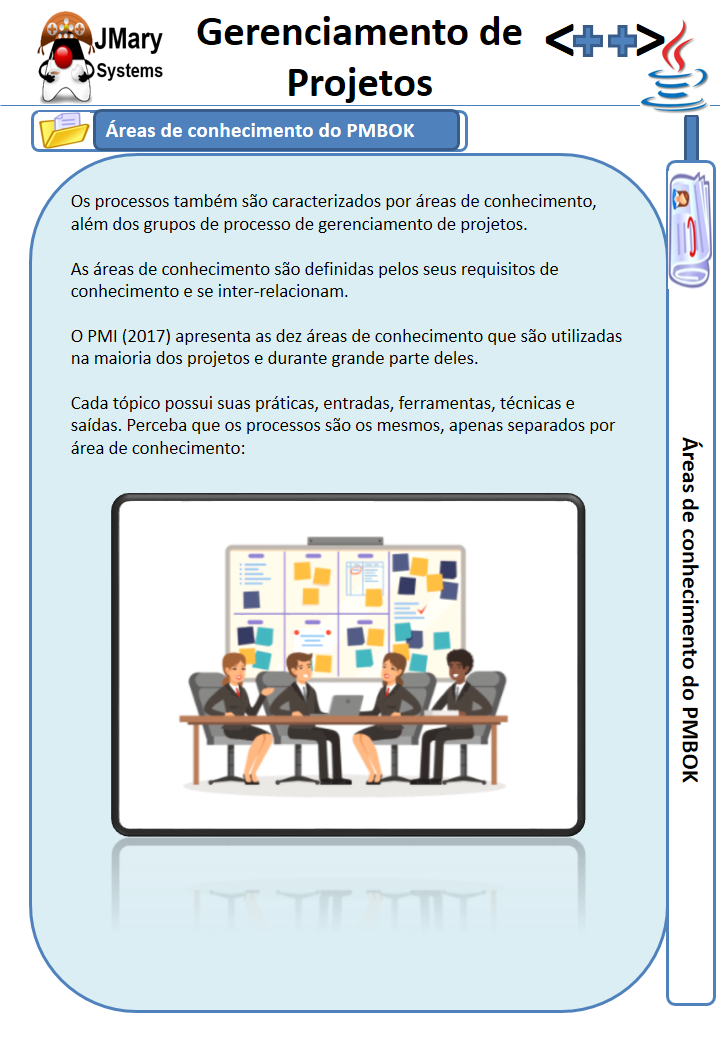 JMary
Systems
Gerenciamento de
Projetos
<++>
Áreas de conhecimento do PMBOK
Os processos também são caracterizados por áreas de conhecimento,
além dos grupos de processo de gerenciamento de projetos.
As áreas de conhecimento são definidas pelos seus requisitos de
conhecimento e se inter-relacionam.
O PMI (2017) apresenta as dez áreas de conhecimento que são utilizadas
na maioria dos projetos e durante grande parte deles.
Cada tópico possui suas práticas, entradas, ferramentas, técnicas e
saídas. Perceba que os processos são os mesmos, apenas separados por
área de conhecimento:
Áreas de conhecimento do PMBOK